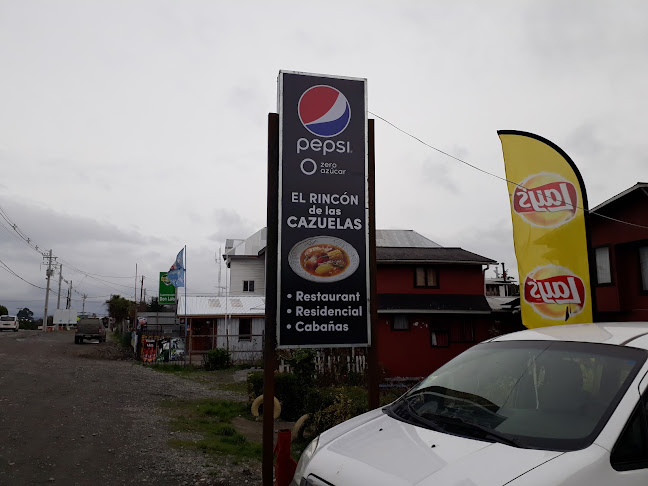 pepsi
zero
azúcar
EL RINCÓN
de las
CAZUELAS
• Restaurant
• Residencial
• Cabañas
Lay's
Lay's